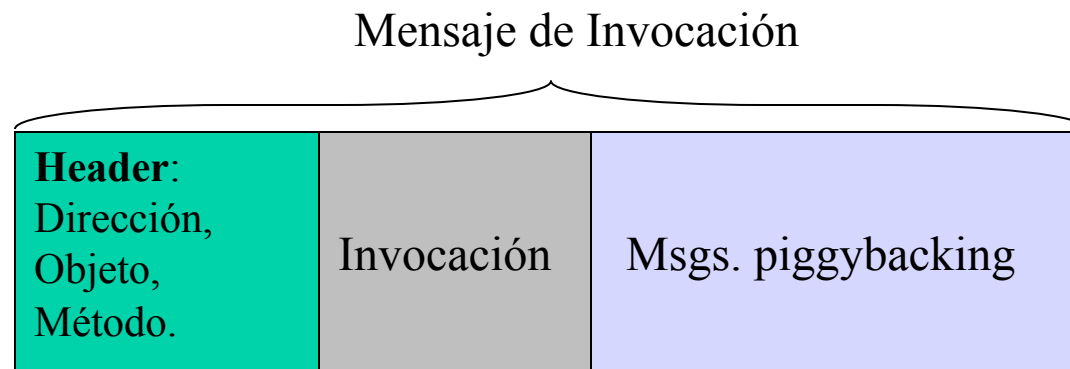 Mensaje de Invocación
Header:
Dirección,
Objeto,
Método.
Invocación
Msgs. piggybacking